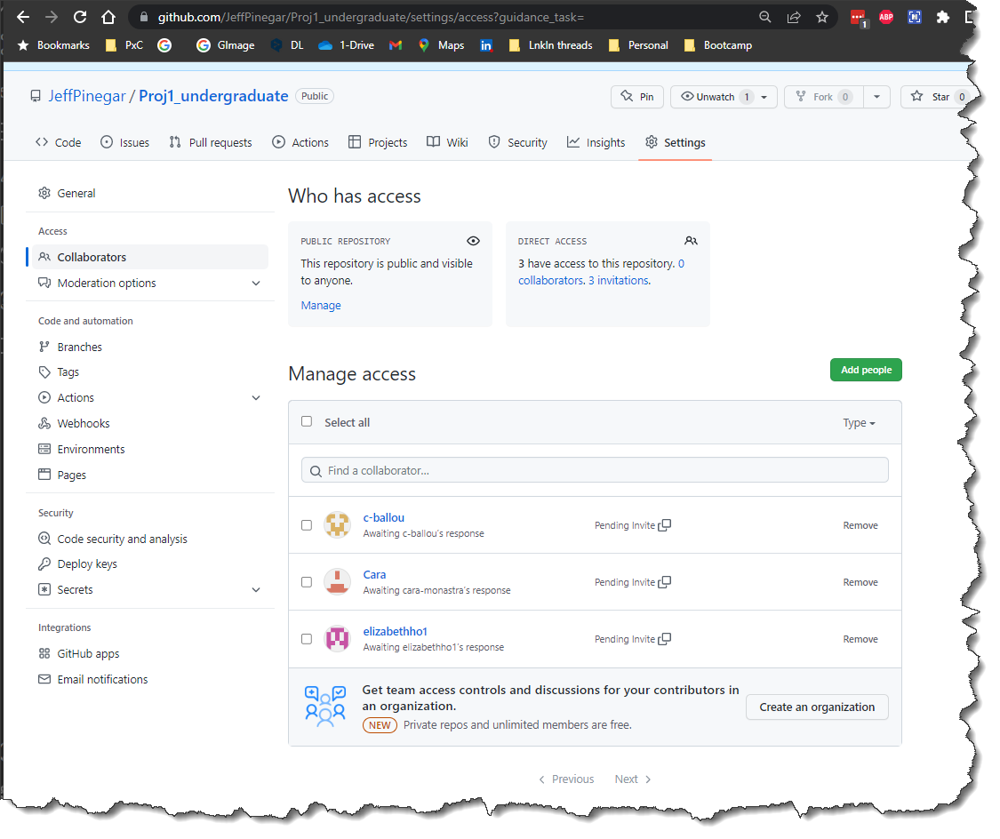 github.com/JeffPinegar/Proj1_undergraduate/settings/access?guidance_task=
1
ABP
Bookmarks PxC GImage DL 1-Drive Maps in LnkIn threads Personal Bootcamp
JeffPinegar / Proj1_undergraduate Public
Pin Unwatch 1 Fork 0 Star 0
Code Issues Pull requests Actions Projects Wiki Security Insights Settings
General
Access
Collaborators
Moderation options
Code and automation
Branches
Tags
Actions
Webhooks
Environments
Pages
Security
Code security and analysis
Deploy keys
Secrets
Integrations
GitHub apps
Email notifications
Who has access
PUBLIC REPOSITORY
This repository is public and visible
to anyone.
Manage
DIRECT ACCESS
3 have access to this repository. 0
collaborators. 3 invitations.
Manage access
Add people
Select all Type
Find a collaborator...
c-ballou
Awaiting c-ballou's response
Pending Invite
Remove
Cara
Awaiting cara-monastra's response
Pending Invite
Remove
elizabethho1
Awaiting elizabethho1's response
Pending Invite
Remove
Get team access controls and discussions for your contributors in
an organization.
NEW Private repos and unlimited members are free.
Create an organization
Previous Next